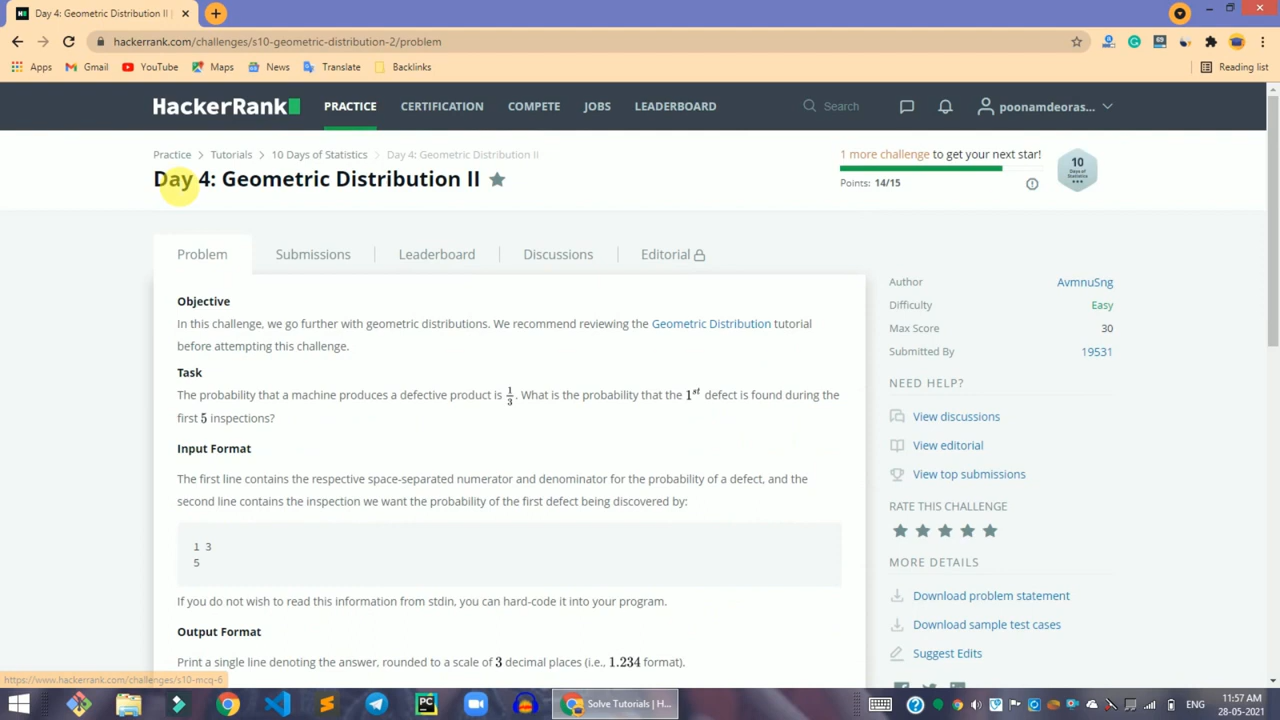 Day 4: Geometric Distribution II |
hackerrank.com/challenges/s10-geometric-distribution-2/problem
Apps
Gmail
YouTube
Maps
News
Translate
Backlinks
Reading list
HackerRank
PRACTICE
CERTIFICATION
COMPETE
JOBS
LEADERBOARD
Search
poonamdeoras...
Practice > Tutorials > 10 Days of Statistics > Day 4: Geometric Distribution II
Day 4: Geometric Distribution II
1 more challenge to get your next star!
Points: 14/15
10
Days of
Statistics
Problem
Submissions
Leaderboard
Discussions
Editorial
Objective
In this challenge, we go further with geometric distributions. We recommend reviewing the Geometric Distribution tutorial
before attempting this challenge.
Task
The probability that a machine produces a defective product is 1/3. What is the probability that the 1st defect is found during the
first 5 inspections?
Input Format
The first line contains the respective space-separated numerator and denominator for the probability of a defect, and the
second line contains the inspection we want the probability of the first defect being discovered by:
1 3
5
If you do not wish to read this information from stdin, you can hard-code it into your program.
Output Format
Print a single line denoting the answer, rounded to a scale of 3 decimal places (i.e., 1.234 format).
Author AvmnuSng
Difficulty Easy
Max Score 30
Submitted By 19531
NEED HELP?
View discussions
View editorial
View top submissions
RATE THIS CHALLENGE
MORE DETAILS
Download problem statement
Download sample test cases
Suggest Edits
https://www.hackerrank.com/challenges/s10-mcq-6
Solve Tutorials | H...
ENG
11:57 AM
28-05-2021